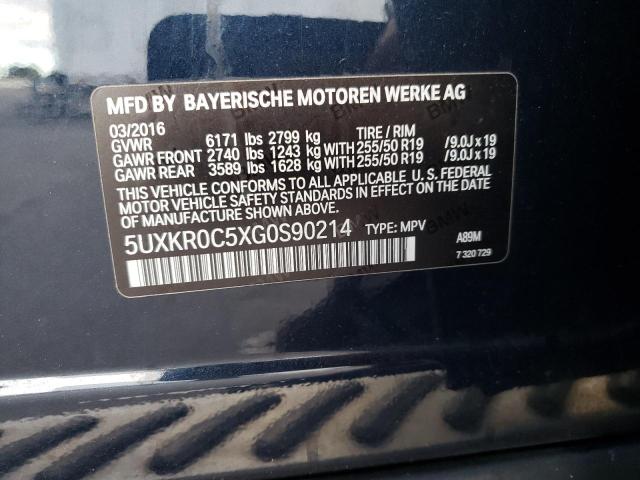 MFD BY BAYERISCHE MOTOREN WERKE AG
03/2016 TIRE / RIM
GVWR 6171 lbs 2799 kg
GAWR FRONT 2740 lbs 1243 kg WITH 255/50 R19 /9.0J x 19
GAWR REAR 3589 lbs 1628 kg WITH 255/50 R19 /9.0J x 19
THIS VEHICLE CONFORMS TO ALL APPLICABLE U. S. FEDERAL
MOTOR VEHICLE SAFETY STANDARDS IN EFFECT ON THE DATE
OF MANUFACTURE SHOWN ABOVE.
5UXKR0C5XG0S90214 TYPE: MPV A89M
7 320 729